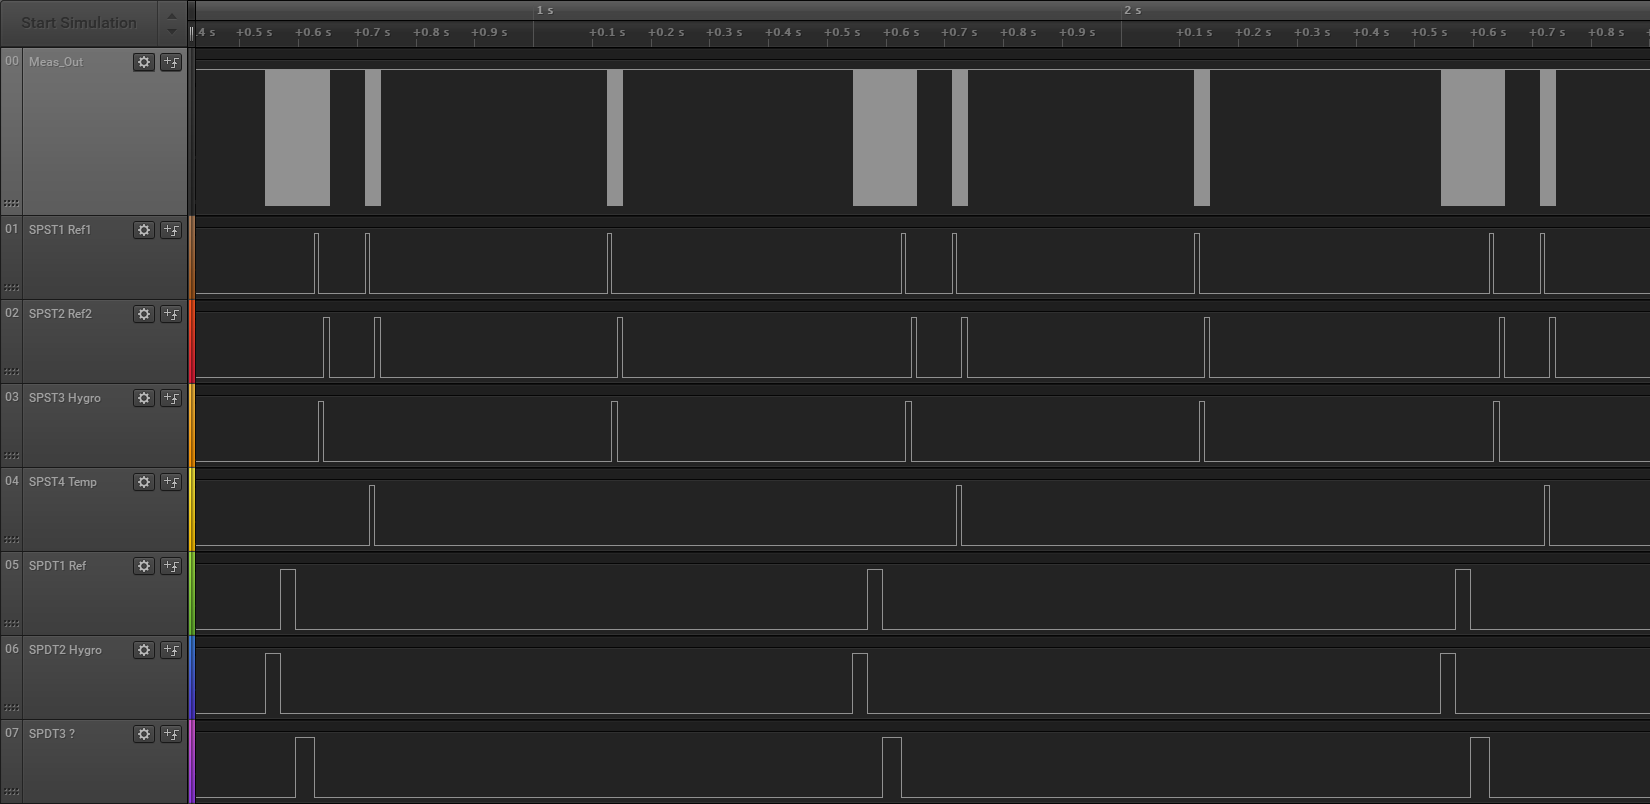 Start Simulation
1 s 2 s
.4 s +0.5 s +0.6 s +0.7 s +0.8 s +0.9 s +0.1 s +0.2 s +0.3 s +0.4 s +0.5 s +0.6 s +0.7 s +0.8 s +0.9 s +0.1 s +0.2 s +0.3 s +0.4 s +0.5 s +0.6 s +0.7 s +0.8 s
00 Meas_Out
01 SPST1 Ref1
02 SPST2 Ref2
03 SPST3 Hygro
04 SPST4 Temp
05 SPDT1 Ref
06 SPDT2 Hygro
07 SPDT3 ?